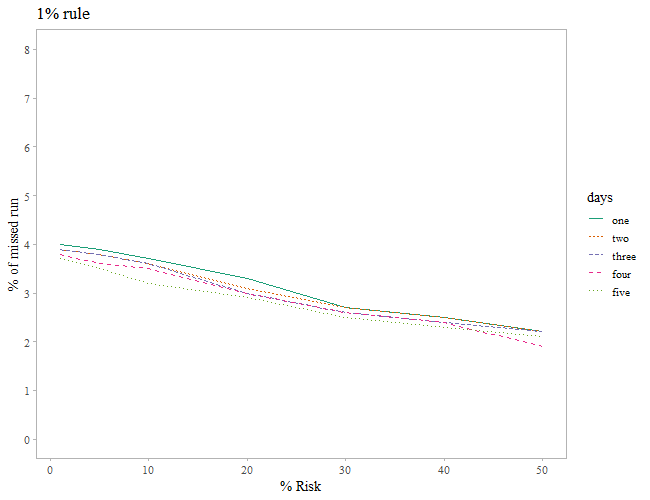 1% rule
% of missed run
8
7
6
5
4
3
2
1
0
0 10 20 30 40 50
% Risk
days
one
two
three
four
five